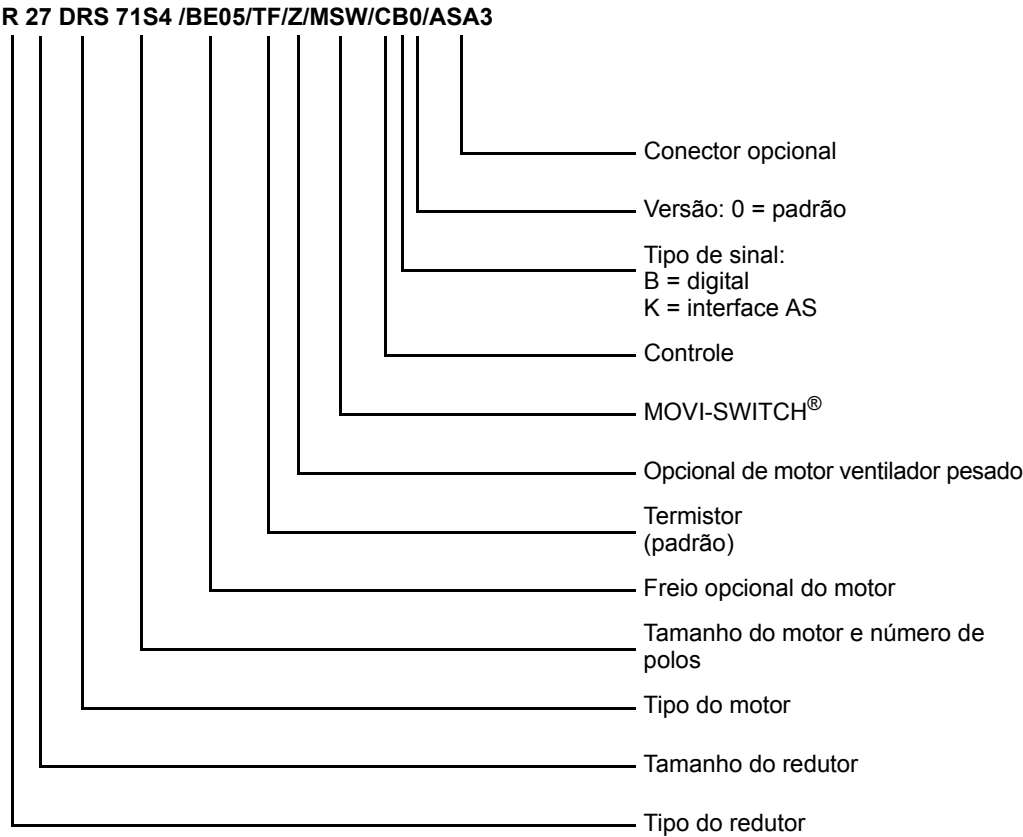 R 27 DRS 71S4 /BE05/TF/Z/MSW/CB0/ASA3
Conector opcional
Versão: 0 = padrão
Tipo de sinal:
B = digital
K = interface AS
Controle
MOVI-SWITCH®
Opcional de motor ventilador pesado
Termistor
(padrão)
Freio opcional do motor
Tamanho do motor e número de
polos
Tipo do motor
Tamanho do redutor
Tipo do redutor